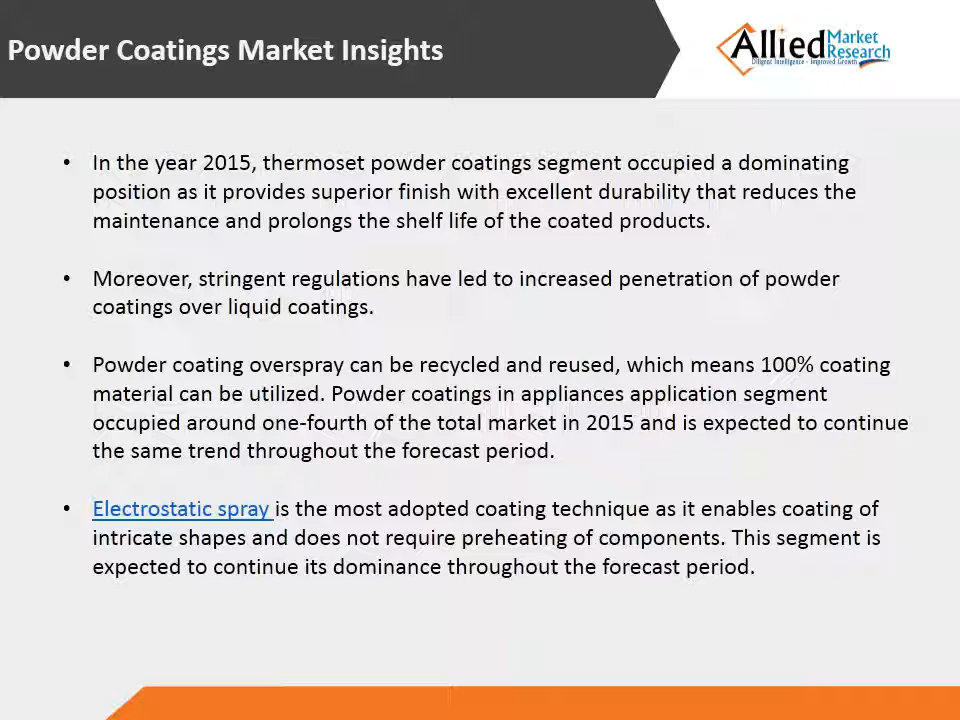 Powder Coatings Market Insights
Allied Market
Research
Diligent Intelligence - Improved Growth
• In the year 2015, thermoset powder coatings segment occupied a dominating
position as it provides superior finish with excellent durability that reduces the
maintenance and prolongs the shelf life of the coated products.
• Moreover, stringent regulations have led to increased penetration of powder
coatings over liquid coatings.
• Powder coating overspray can be recycled and reused, which means 100% coating
material can be utilized. Powder coatings in appliances application segment
occupied around one-fourth of the total market in 2015 and is expected to continue
the same trend throughout the forecast period.
• Electrostatic spray is the most adopted coating technique as it enables coating of
intricate shapes and does not require preheating of components. This segment is
expected to continue its dominance throughout the forecast period.